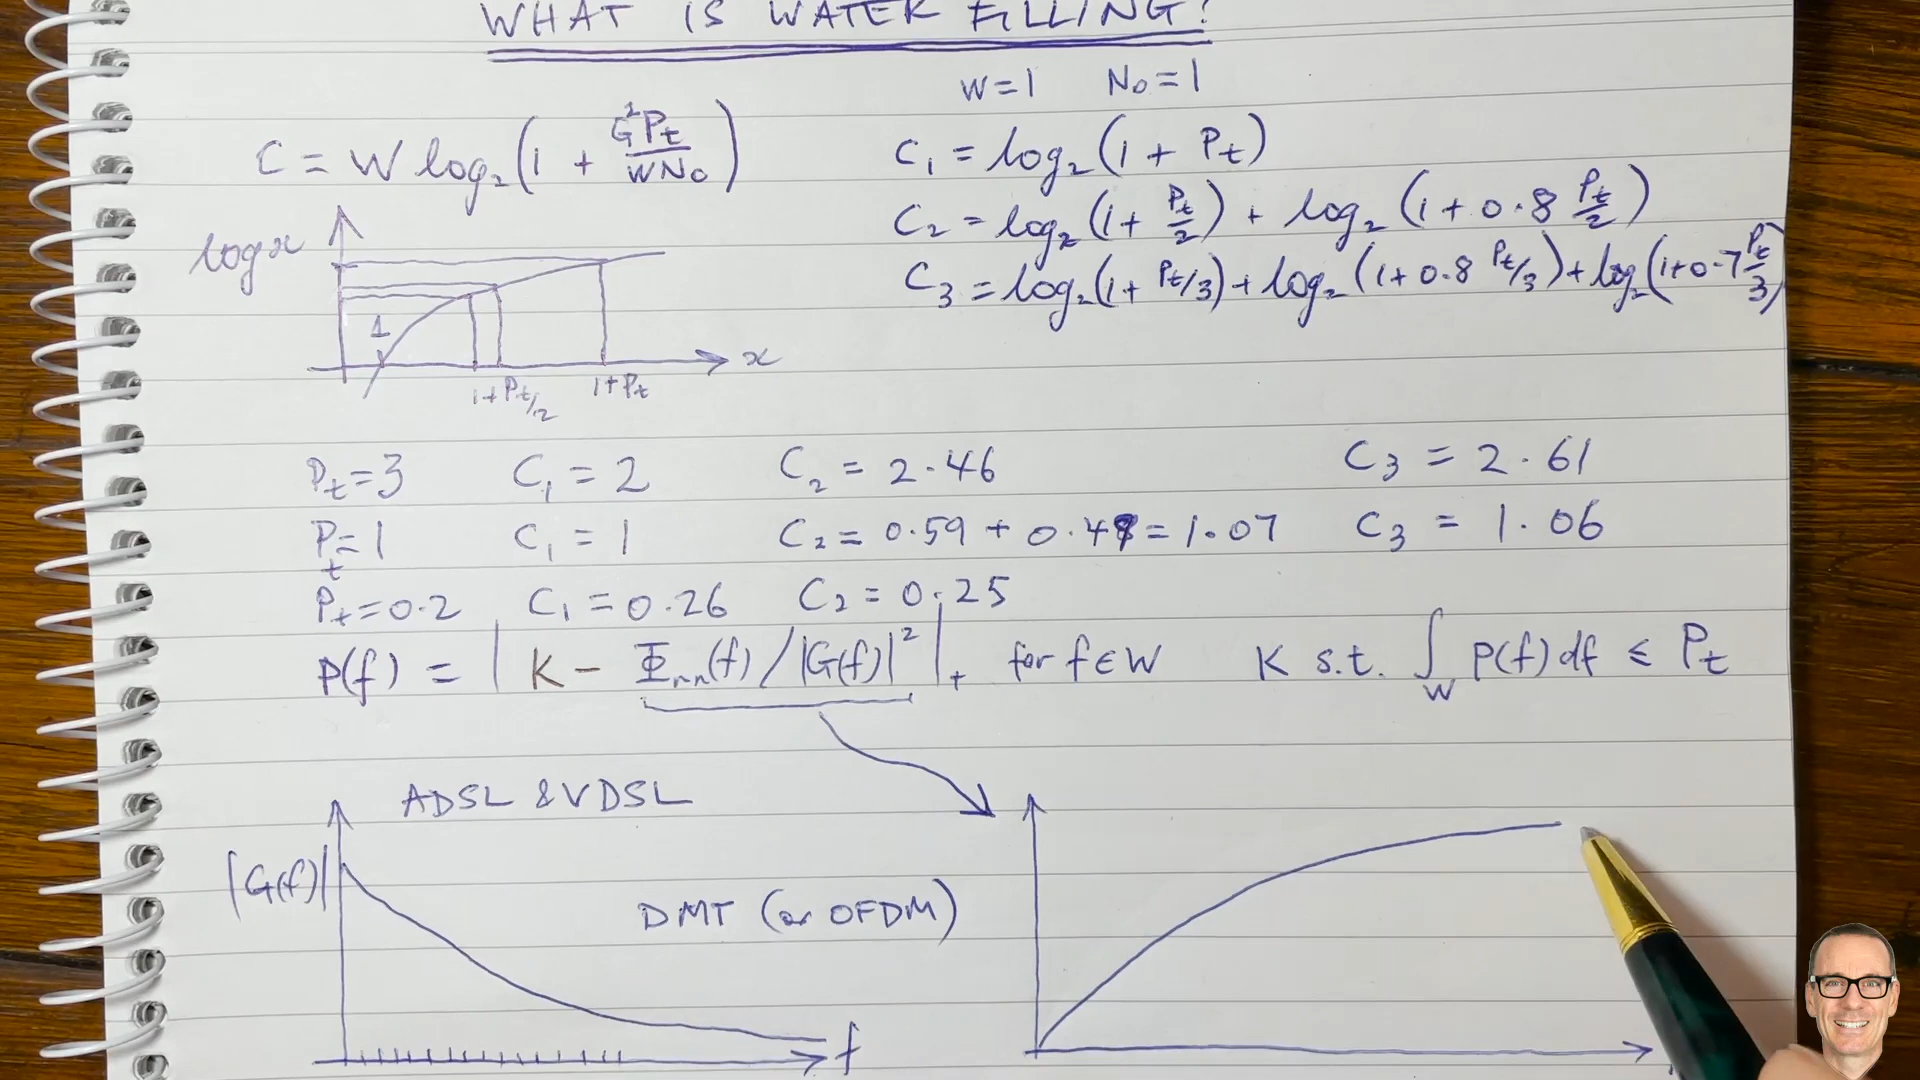 WHAT IS WATER FILLING?
W=1 N₀=1
C = W log₂(1 + G²Pt/WN₀)
C₁ = log₂(1 + Pt)
C₂ = log₂(1 + Pt/2) + log₂(1+0.8 Pt/2)
C₃ = log₂(1+ Pt/3) + log₂(1+0.8 Pt/3) + log₂(1+0.7 Pt/3)
log x
1
x
1+Pt/2 1+Pt
Pt=3 C₁ = 2 C₂ = 2.46 C₃ = 2.61
Pt=1 C₁ = 1 C₂ = 0.59 + 0.48 = 1.07 C₃ = 1.06
Pt=0.2 C₁ = 0.26 C₂ = 0.25
P(f) = | K - Φnn(f) / |G(f)|² |₊ for f∈W K s.t. ∫W P(f) df ≤ Pt
ADSL & VDSL
|G(f)|
DMT (or OFDM)
f